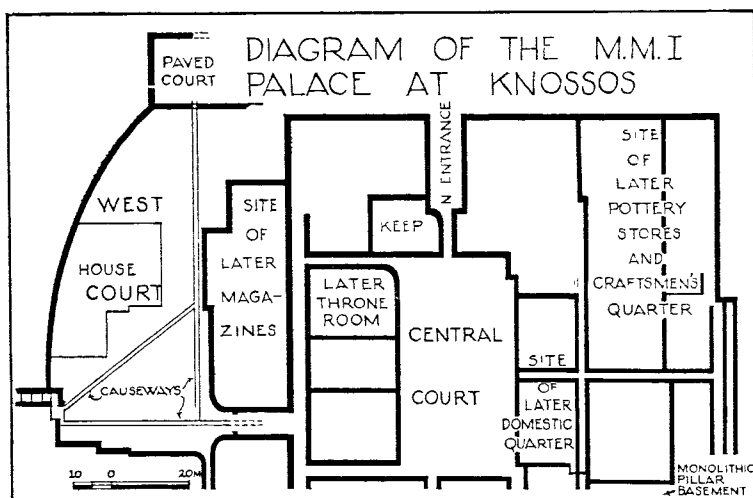 DIAGRAM OF THE M.M.I
PALACE AT KNOSSOS
PAVED
COURT
N ENTRANCE
WEST
COURT
HOUSE
SITE
OF
LATER
MAGA-
ZINES
KEEP
LATER
THRONE
ROOM
CENTRAL
COURT
SITE
OF
LATER
POTTERY
STORES
AND
CRAFTSMEN'S
QUARTER
SITE
OF LATER
DOMESTIC
QUARTER
CAUSEWAYS
10 0 20M
MONOLITHIC
PILLAR
BASEMENT